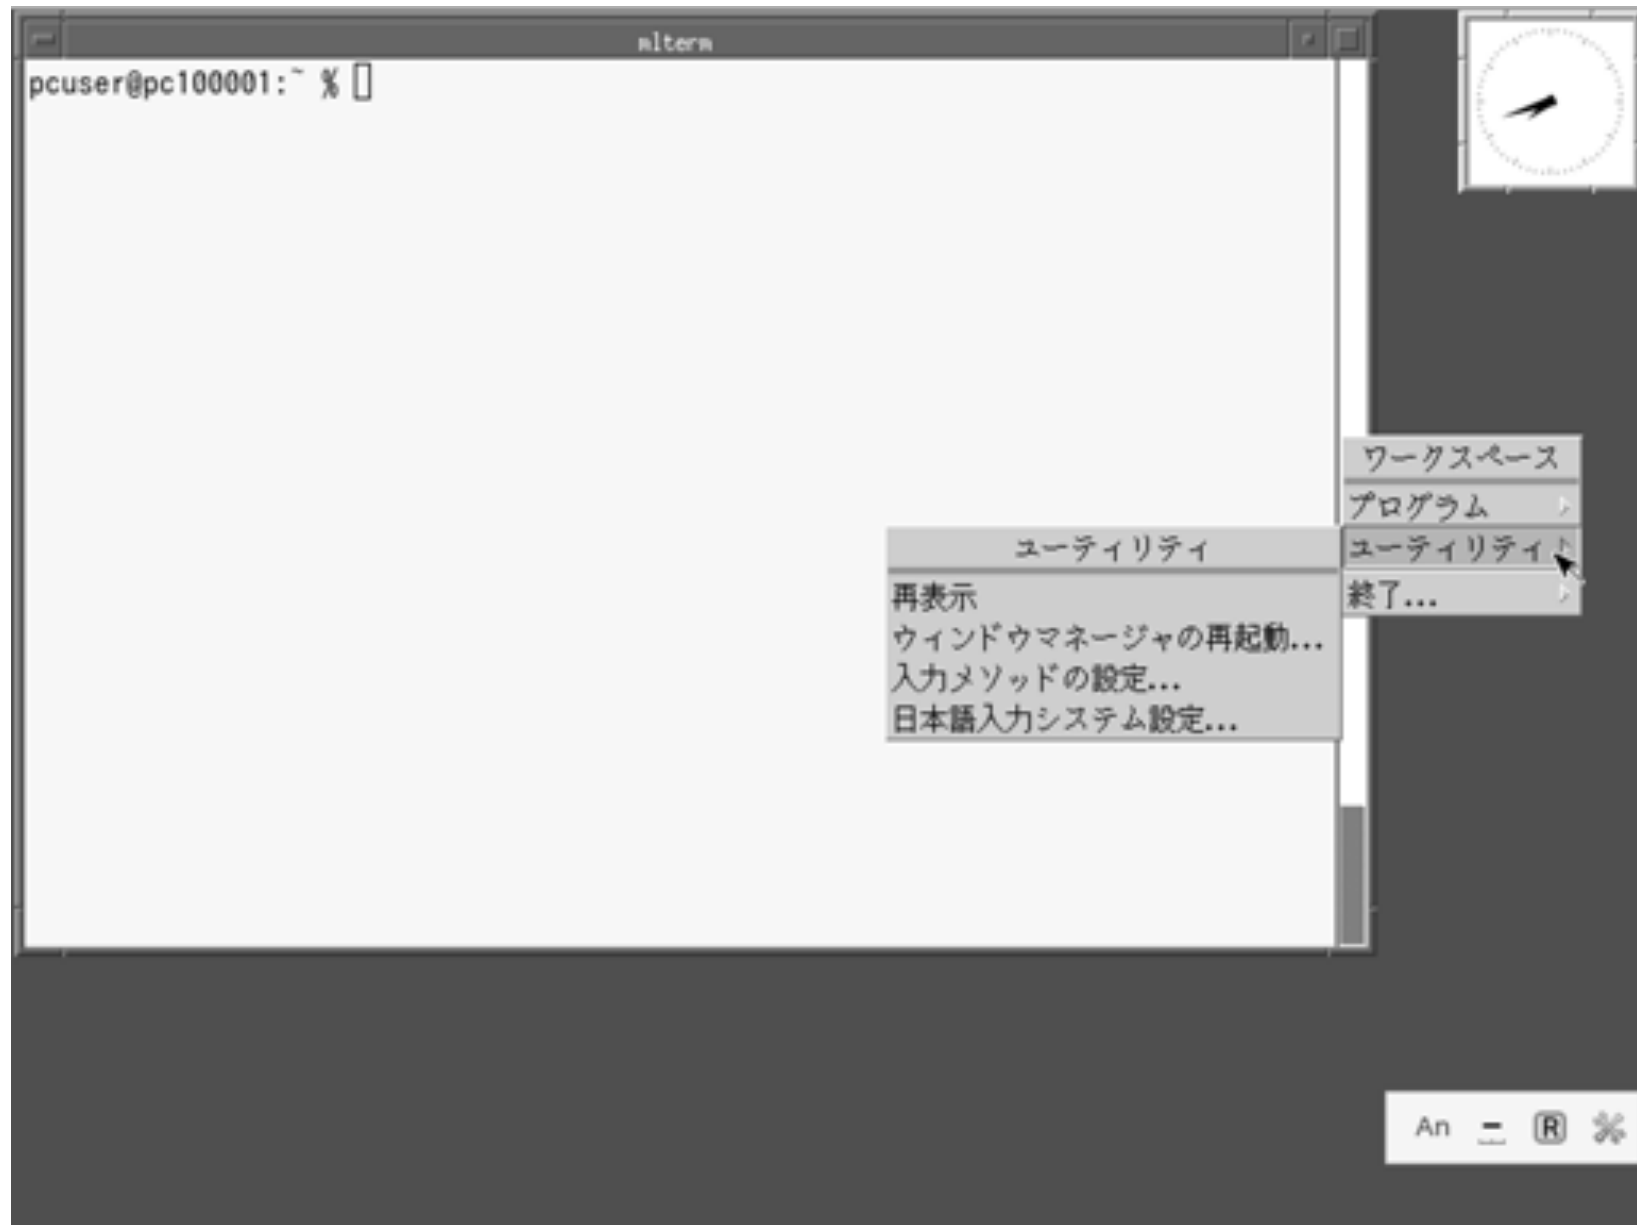 mlterm
pcuser@pc100001:~ %
ワークスペース
プログラム
ユーティリティ
終了...
ユーティリティ
再表示
ウィンドウマネージャの再起動...
入力メソッドの設定...
日本語入力システム設定...
An - R